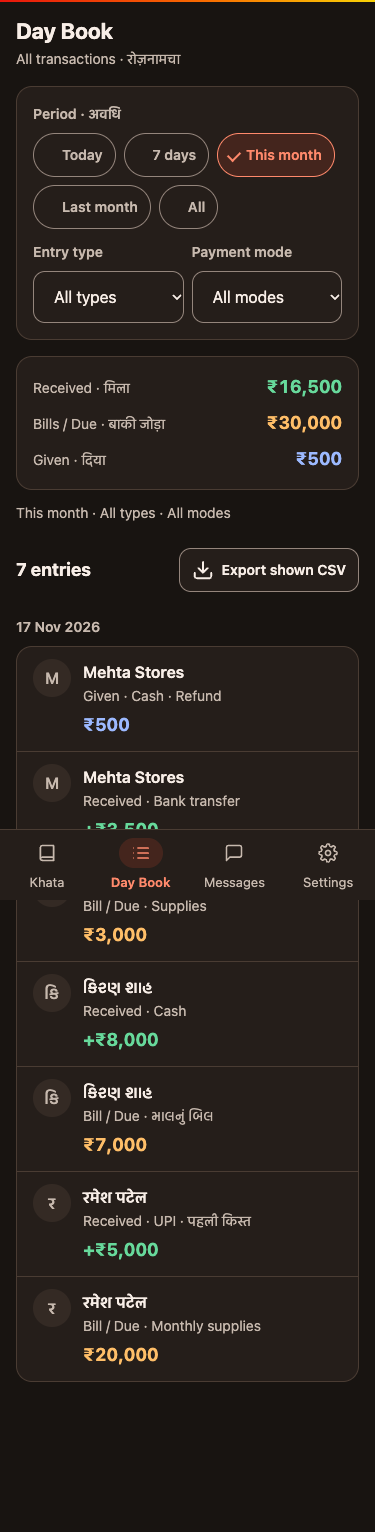 Day Book
All transactions · रोज़नामचा
Period · अवधि
Today
7 days
This month
Last month
All
Entry type
Payment mode
All types
All modes
Received · मिला
₹16,500
Bills / Due · बाकी जोड़ा
₹30,000
Given · दिया
₹500
This month · All types · All modes
7 entries
Export shown CSV
17 Nov 2026
M
Mehta Stores
Given · Cash · Refund
₹500
M
Mehta Stores
Received · Bank transfer
+₹3,500
Khata
Day Book
Messages
Settings
Bill / Due · Supplies
₹3,000
કિ
કિરણ શાહ
Received · Cash
+₹8,000
કિ
કિરણ શાહ
Bill / Due · માલનું બિલ
₹7,000
र
रमेश पटेल
Received · UPI · पहली किस्त
+₹5,000
र
रमेश पटेल
Bill / Due · Monthly supplies
₹20,000